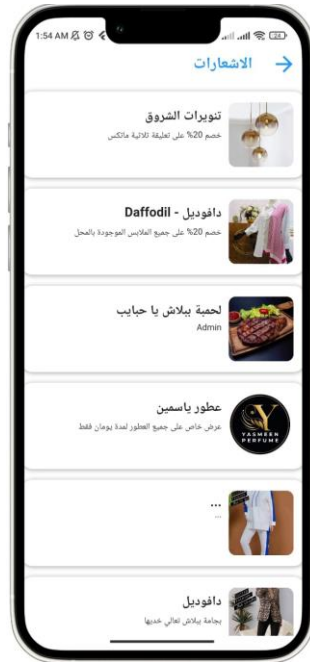 1:54 AM
الاشعارات
تنويرات الشروق
خصم 20% على تعليقة ثلاثية ماتكس
دافوديل - Daffodil
خصم 20% على جميع الملابس الموجودة بالمحل
لحمية ببلاش يا حبايب
Admin
عطور ياسمين
عرض خاص على جميع العطور لمدة يومان فقط
Y
YASMEEN
PERFUME
...
...
دافوديل
بجامة ببلاش تعالي خديها